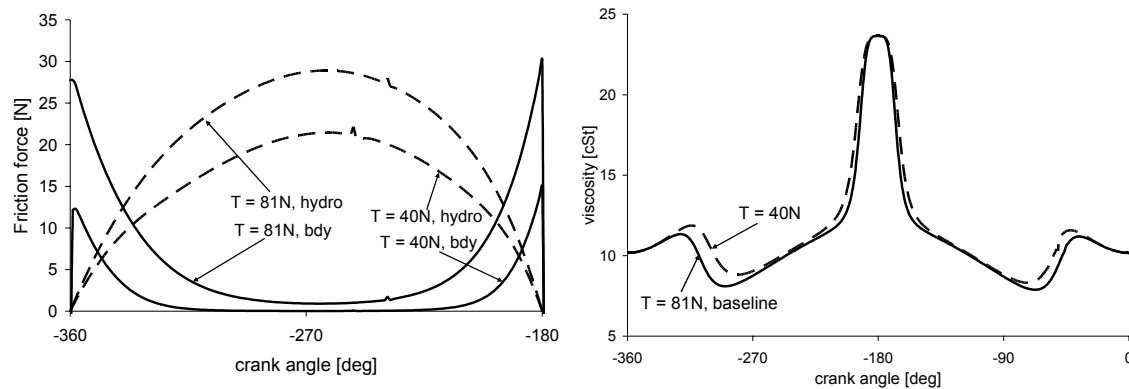 35
30
25
20
15
10
5
0
Friction force [N]
T = 81N, hydro
T = 81N, bdy
T = 40N, hydro
T = 40N, bdy
-360
-270
-180
crank angle [deg]
25
20
15
10
5
viscosity [cSt]
T = 40N
T = 81N, baseline
-360
-270
-180
-90
0
crank angle [deg]